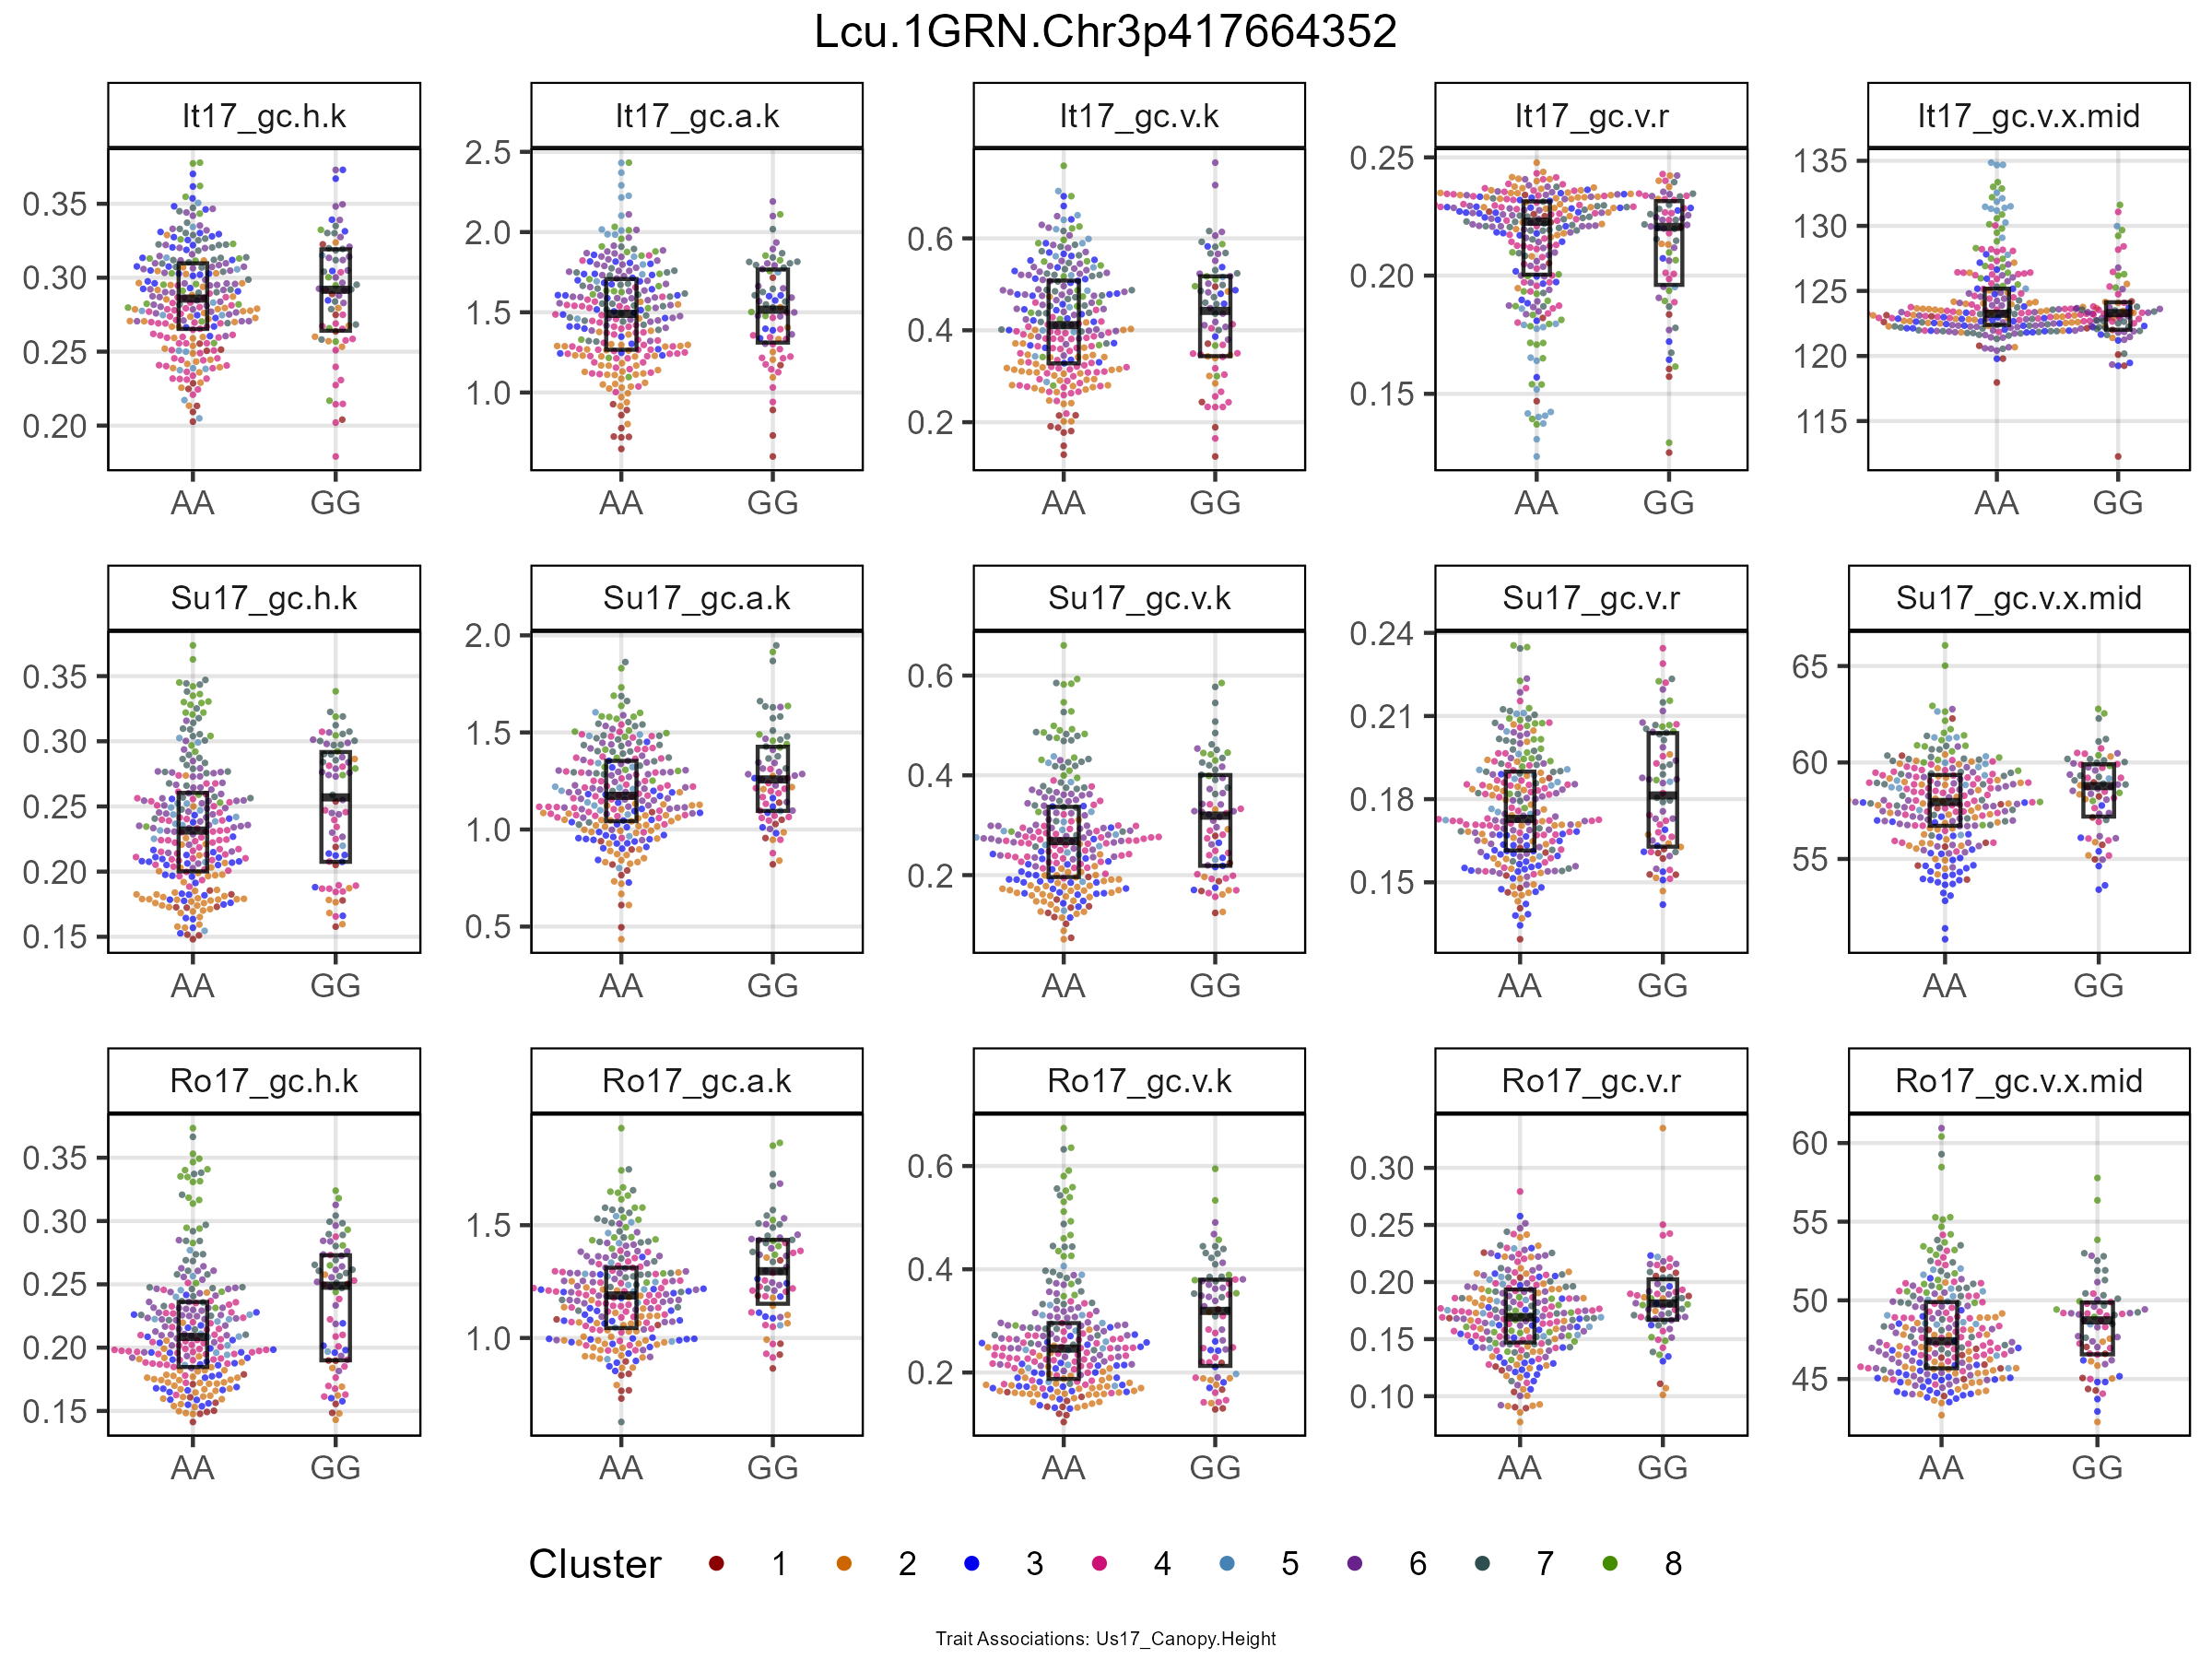 Lcu.1GRN.Chr3p417664352
It17_gc.h.k It17_gc.a.k It17_gc.v.k It17_gc.v.r It17_gc.v.x.mid
0.35 0.30 0.25 0.20
2.5 2.0 1.5 1.0
0.6 0.4 0.2
0.25 0.20 0.15
135 130 125 120 115
AA GG AA GG AA GG AA GG AA GG
Su17_gc.h.k Su17_gc.a.k Su17_gc.v.k Su17_gc.v.r Su17_gc.v.x.mid
0.35 0.30 0.25 0.20 0.15
2.0 1.5 1.0 0.5
0.6 0.4 0.2
0.24 0.21 0.18 0.15
65 60 55
AA GG AA GG AA GG AA GG AA GG
Ro17_gc.h.k Ro17_gc.a.k Ro17_gc.v.k Ro17_gc.v.r Ro17_gc.v.x.mid
0.35 0.30 0.25 0.20 0.15
1.5 1.0
0.6 0.4 0.2
0.30 0.25 0.20 0.15 0.10
60 55 50 45
AA GG AA GG AA GG AA GG AA GG
Cluster 1 2 3 4 5 6 7 8
Trait Associations: Us17_Canopy.Height